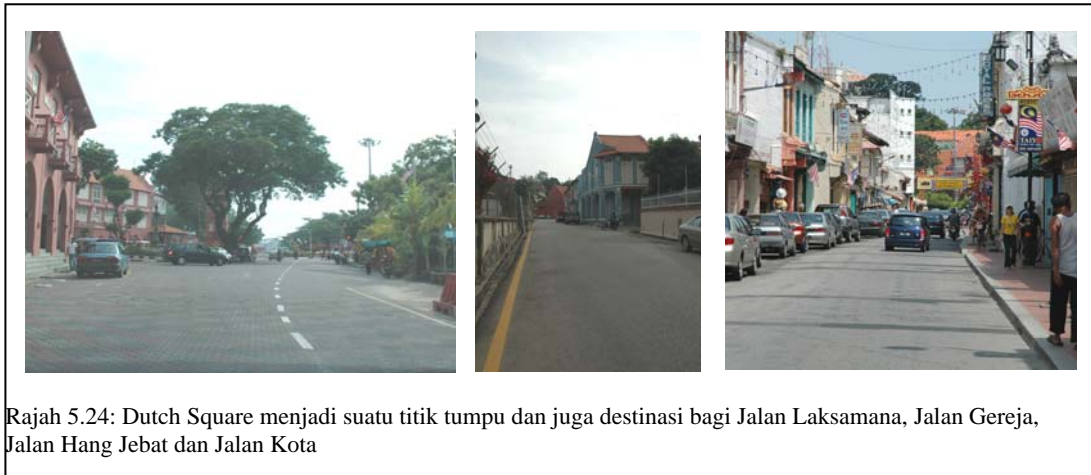 Rajah 5.24: Dutch Square menjadi suatu titik tumpu dan juga destinasi bagi Jalan Laksamana, Jalan Gereja,
Jalan Hang Jebat dan Jalan Kota